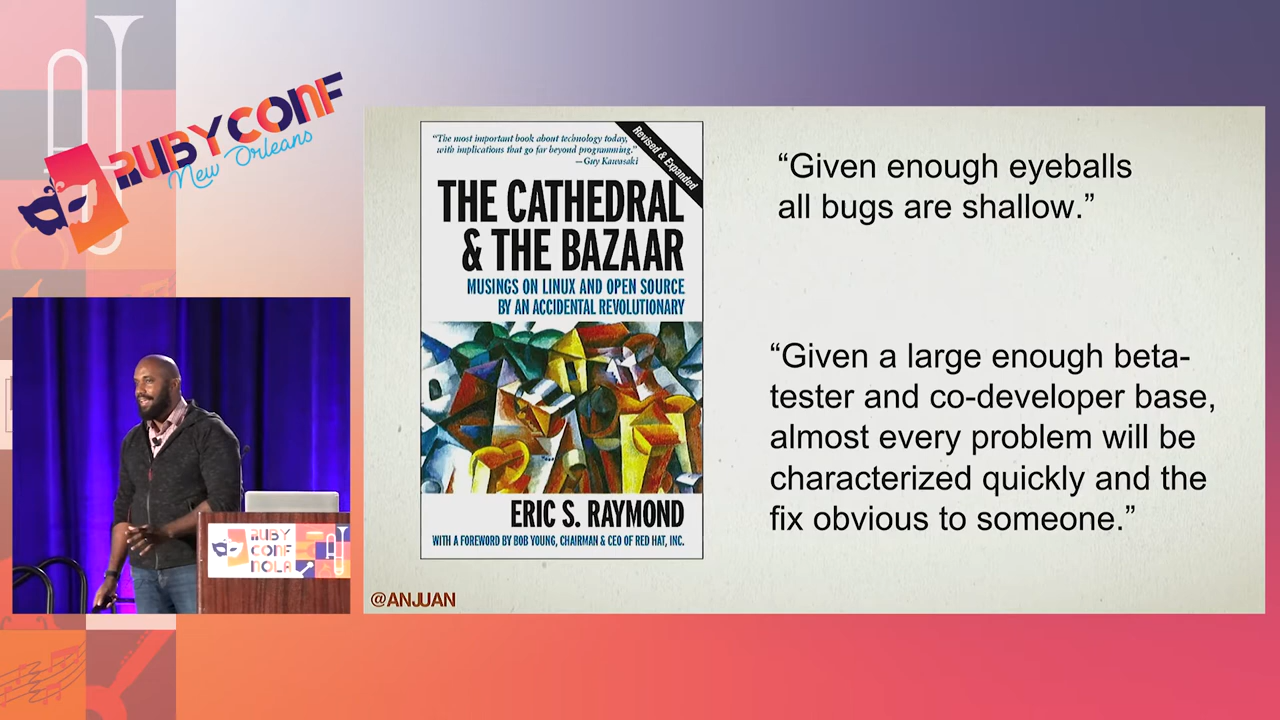 RUBYCONF
New Orleans
"The most important book about technology today,
with implications that go far beyond programming."
—Guy Kawasaki
Revised & Expanded
THE CATHEDRAL
& THE BAZAAR
MUSINGS ON LINUX AND OPEN SOURCE
BY AN ACCIDENTAL REVOLUTIONARY
ERIC S. RAYMOND
WITH A FOREWORD BY BOB YOUNG, CHAIRMAN & CEO OF RED HAT, INC.
“Given enough eyeballs
all bugs are shallow.”
“Given a large enough beta-
tester and co-developer base,
almost every problem will be
characterized quickly and the
fix obvious to someone.”
@ANJUAN
RUBY
CONF
NOLA